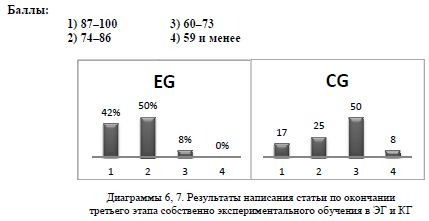 Баллы:
1) 87–100 3) 60–73
2) 74–86 4) 59 и менее
EG
42% 50% 8% 0%
1 2 3 4
CG
17 25 50 8
1 2 3 4
Диаграммы 6, 7. Результаты написания статьи по окончании
третьего этапа собственно экспериментального обучения в ЭГ и КГ